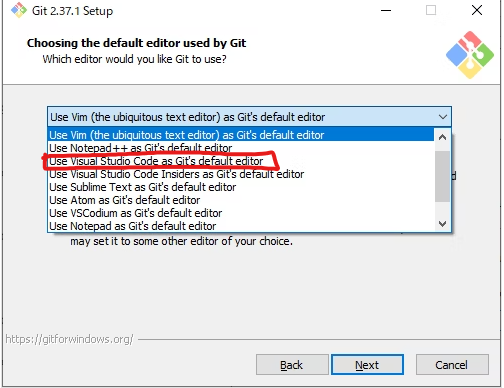 Git 2.37.1 Setup
Choosing the default editor used by Git
Which editor would you like Git to use?
Use Vim (the ubiquitous text editor) as Git's default editor
Use Vim (the ubiquitous text editor) as Git's default editor
Use Notepad++ as Git's default editor
Use Visual Studio Code as Git's default editor
Use Visual Studio Code Insiders as Git's default editor
Use Sublime Text as Git's default editor
Use Atom as Git's default editor
Use VSCodium as Git's default editor
Use Notepad as Git's default editor
may set it to some other editor of your choice.
https://gitforwindows.org/
Back
Next
Cancel